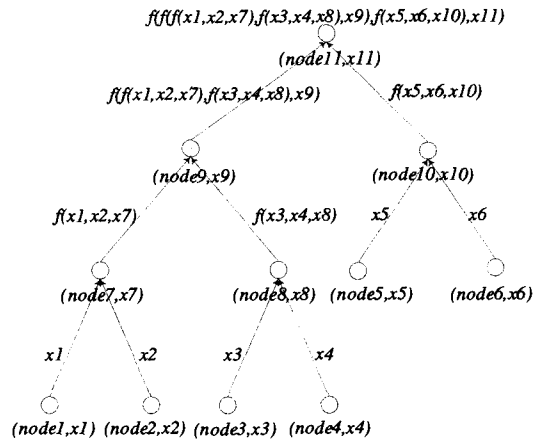 f(f(f(x1,x2,x7),f(x3,x4,x8),x9),f(x5,x6,x10),x11)
(node11,x11)
f(f(x1,x2,x7),f(x3,x4,x8),x9)
f(x5,x6,x10)
(node9,x9)
(node10,x10)
f(x1,x2,x7)
f(x3,x4,x8)
x5
x6
(node7,x7)
(node8,x8)
(node5,x5)
(node6,x6)
x1
x2
x3
x4
(node1,x1)
(node2,x2)
(node3,x3)
(node4,x4)